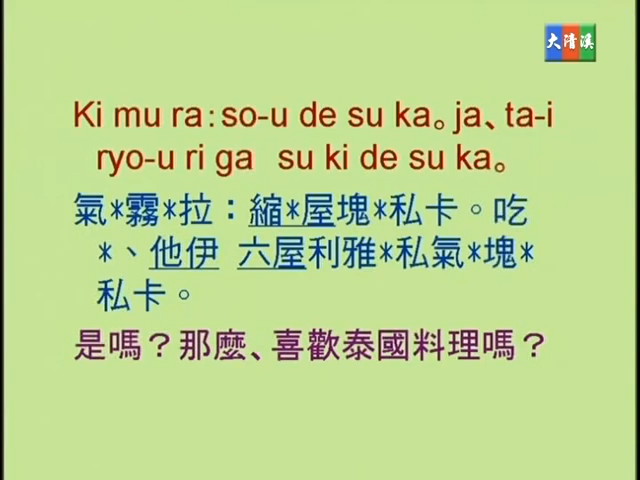 大清溪
Ki mu ra：so-u de su ka。ja、ta-i
ryo-u ri ga su ki de su ka。
氣*霧*拉：縮*屋塊*私卡。吃
*、他伊 六屋利雅*私氣*塊*
私卡。
是嗎？那麼、喜歡泰國料理嗎？